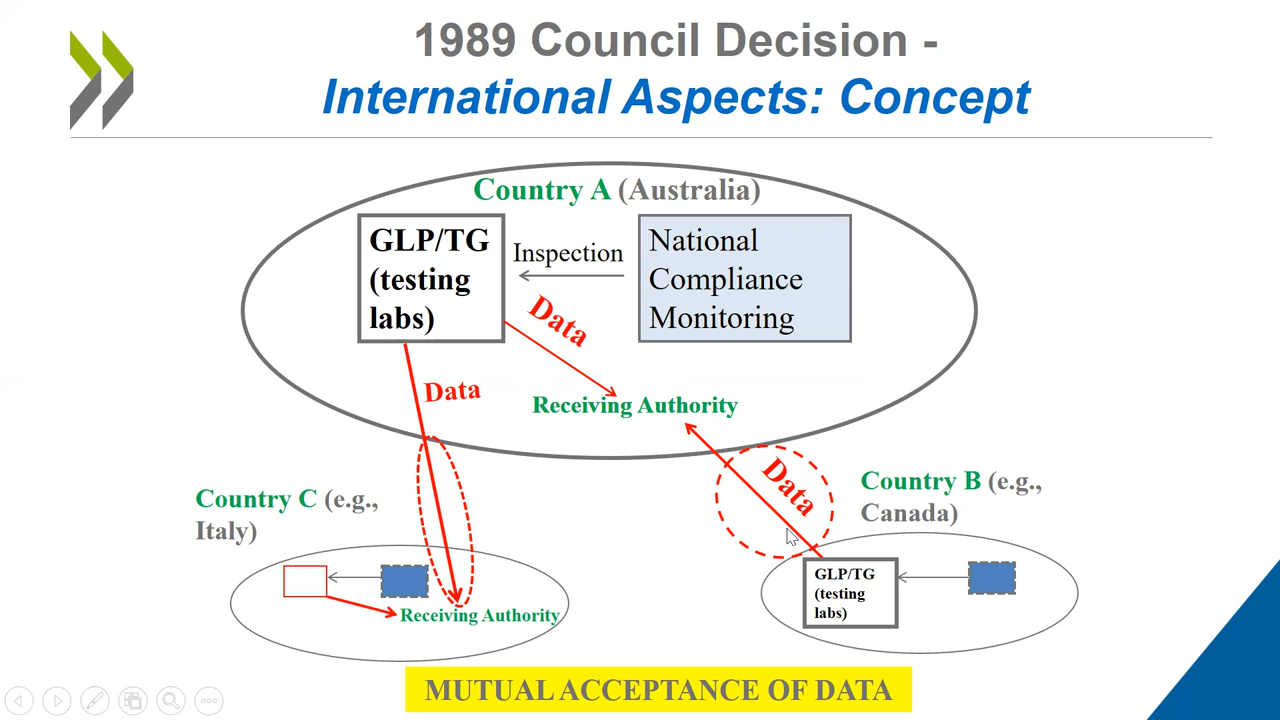 1989 Council Decision -
International Aspects: Concept
Country A (Australia)
GLP/TG
(testing
labs)
Inspection
National
Compliance
Monitoring
Data
Data
Receiving Authority
Data
Country C (e.g.,
Italy)
Country B (e.g.,
Canada)
Receiving Authority
GLP/TG
(testing
labs)
MUTUAL ACCEPTANCE OF DATA